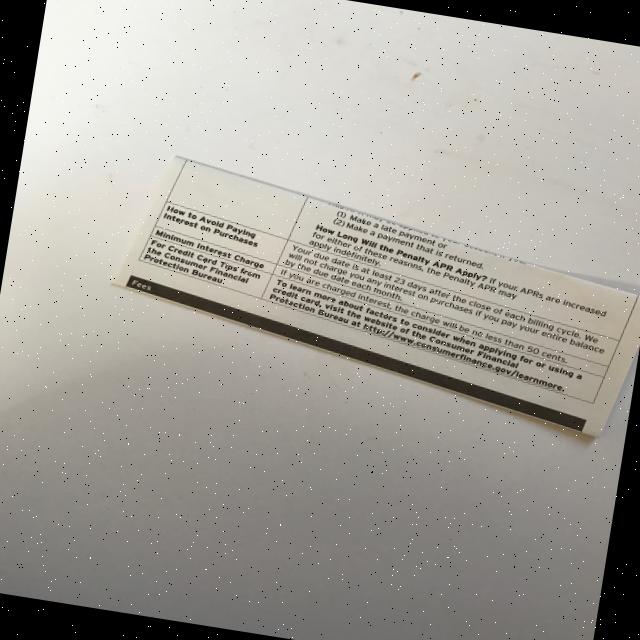 (1) Make a late payment or
(2) Make a payment that is returned.
How Long Will the Penalty APR Apply? If your APRs are increased
for either of these reasons, the Penalty APR may
apply indefinitely.
How to Avoid Paying
Interest on Purchases
Your due date is at least 23 days after the close of each billing cycle. We
will not charge you any interest on purchases if you pay your entire balance
Minimum Interest Charge
If you are charged interest, the charge will be no less than 50 cents.
For Credit Card Tips from
the Consumer Financial
Protection Bureau
To learn more about factors to consider when applying for or using a
credit card, visit the website of the Consumer Financial
Protection Bureau at http://www.consumerfinance.gov/learnmore.
Fees